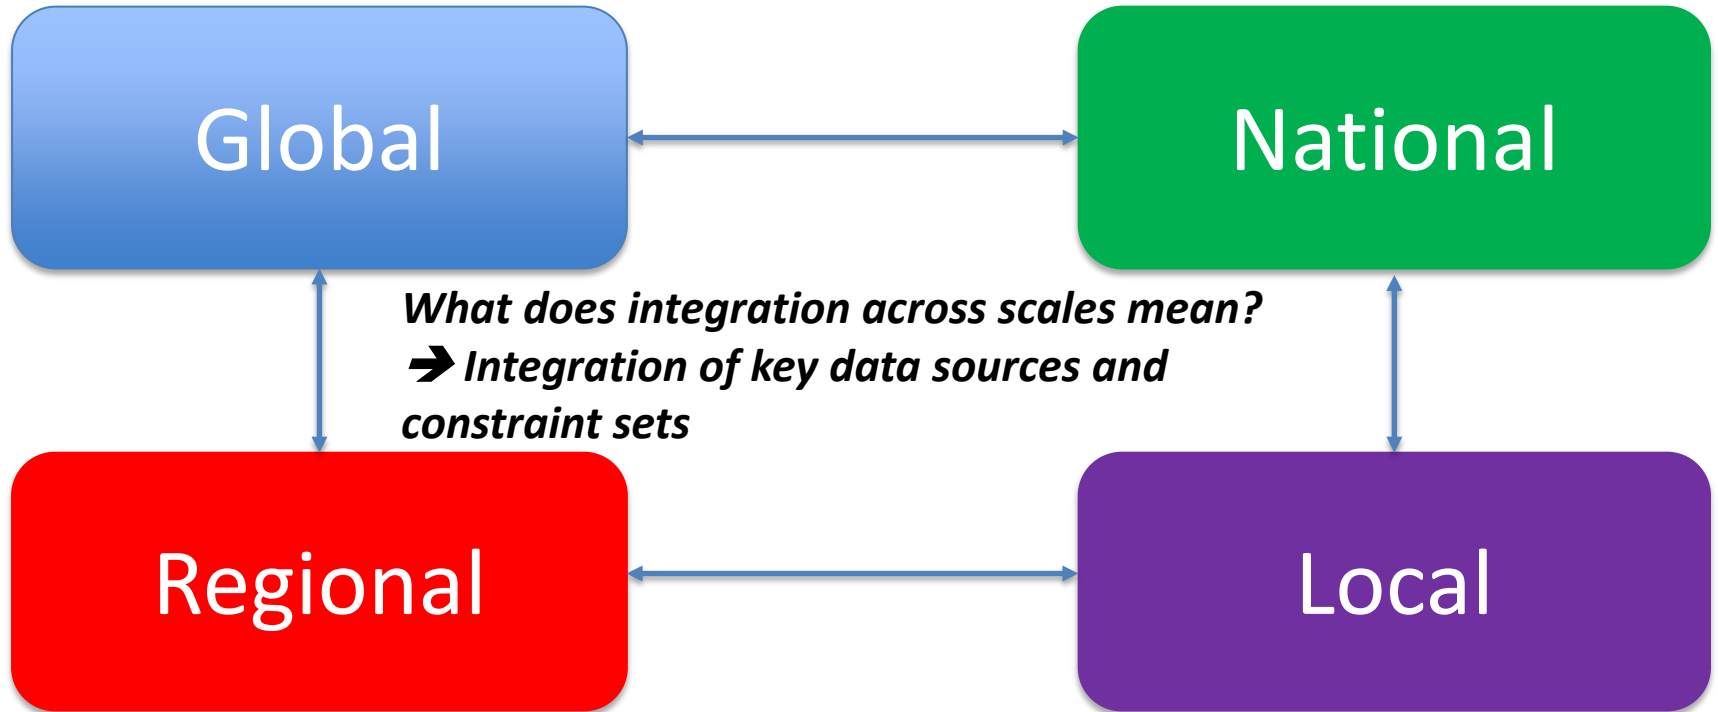 Global
National
What does integration across scales mean?
➔ Integration of key data sources and
constraint sets
Regional
Local